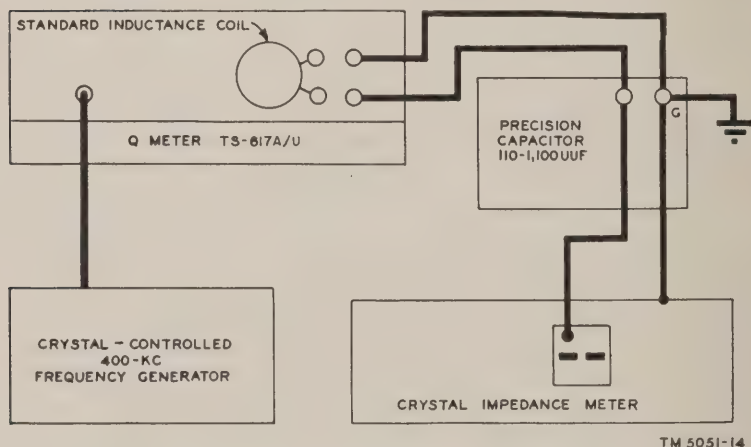 STANDARD INDUCTANCE COIL
Q METER TS-617A/U
PRECISION
CAPACITOR
110-1,100UUF
G
CRYSTAL - CONTROLLED
400-KC
FREQUENCY GENERATOR
CRYSTAL IMPEDANCE METER
TM 5051-14